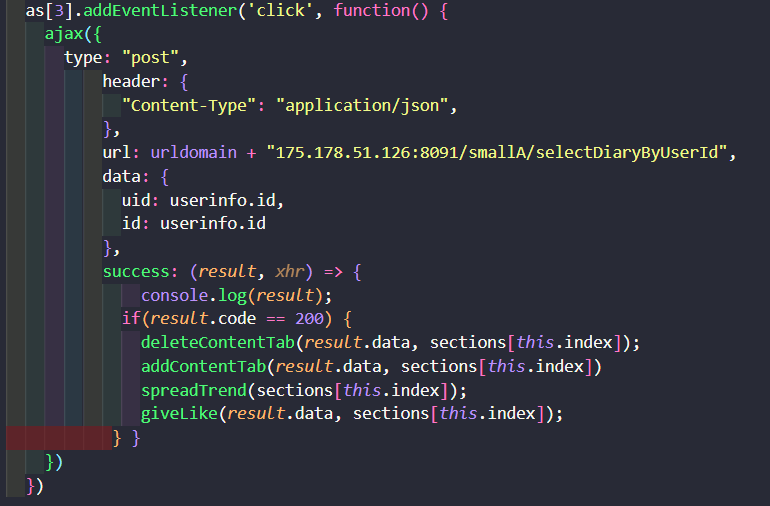 as[3].addEventListener('click', function() {
ajax({
type: "post",
header: {
"Content-Type": "application/json",
},
url: urldomain + "175.178.51.126:8091/smallA/selectDiaryByUserId",
data: {
uid: userinfo.id,
id: userinfo.id
},
success: (result, xhr) => {
console.log(result);
if(result.code == 200) {
deleteContentTab(result.data, sections[this.index]);
addContentTab(result.data, sections[this.index])
spreadTrend(sections[this.index]);
giveLike(result.data, sections[this.index]);
} }
})
})